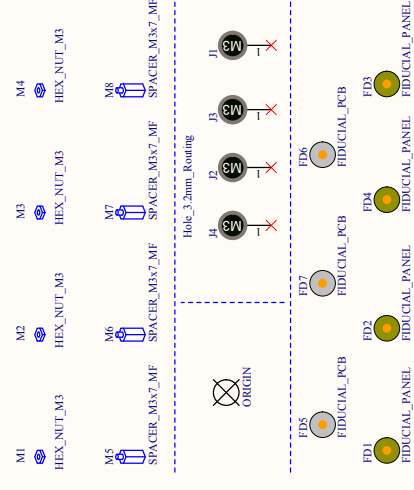 M1
HEX_NUT_M3
M2
HEX_NUT_M3
M3
HEX_NUT_M3
M4
HEX_NUT_M3
M5
SPACER_M3x7_MF
M6
SPACER_M3x7_MF
M7
SPACER_M3x7_MF
M8
SPACER_M3x7_MF
Hole_3.2mm_Routing
J4
M3
1
J2
M3
1
J3
M3
1
J1
M3
1
ORIGIN
FD5
FIDUCIAL_PCB
FD7
FIDUCIAL_PCB
FD6
FIDUCIAL_PCB
FD1
FIDUCIAL_PANEL
FD2
FIDUCIAL_PANEL
FD4
FIDUCIAL_PANEL
FD3
FIDUCIAL_PANEL